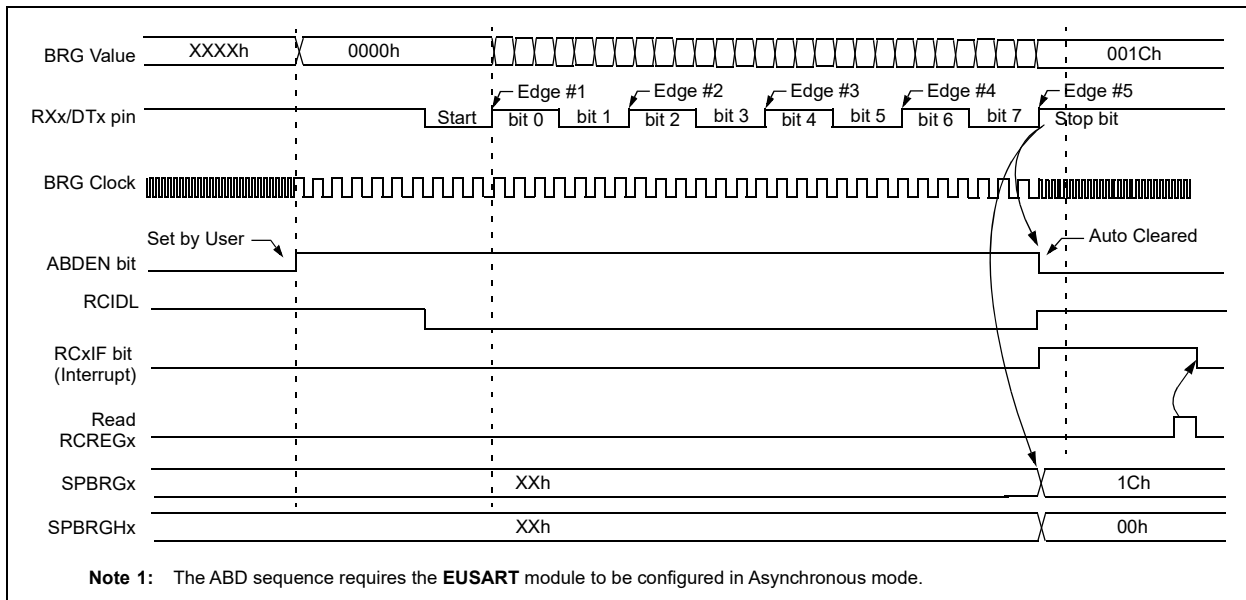 BRG Value XXXXh 0000h 001Ch
Edge #1 Edge #2 Edge #3 Edge #4 Edge #5
RXx/DTx pin Start bit 0 bit 1 bit 2 bit 3 bit 4 bit 5 bit 6 bit 7 Stop bit
BRG Clock
Set by User Auto Cleared
ABDEN bit
RCIDL
RCxIF bit
(Interrupt)
Read
RCREGx
SPBRGx XXh 1Ch
SPBRGHx XXh 00h
Note 1: The ABD sequence requires the EUSART module to be configured in Asynchronous mode.